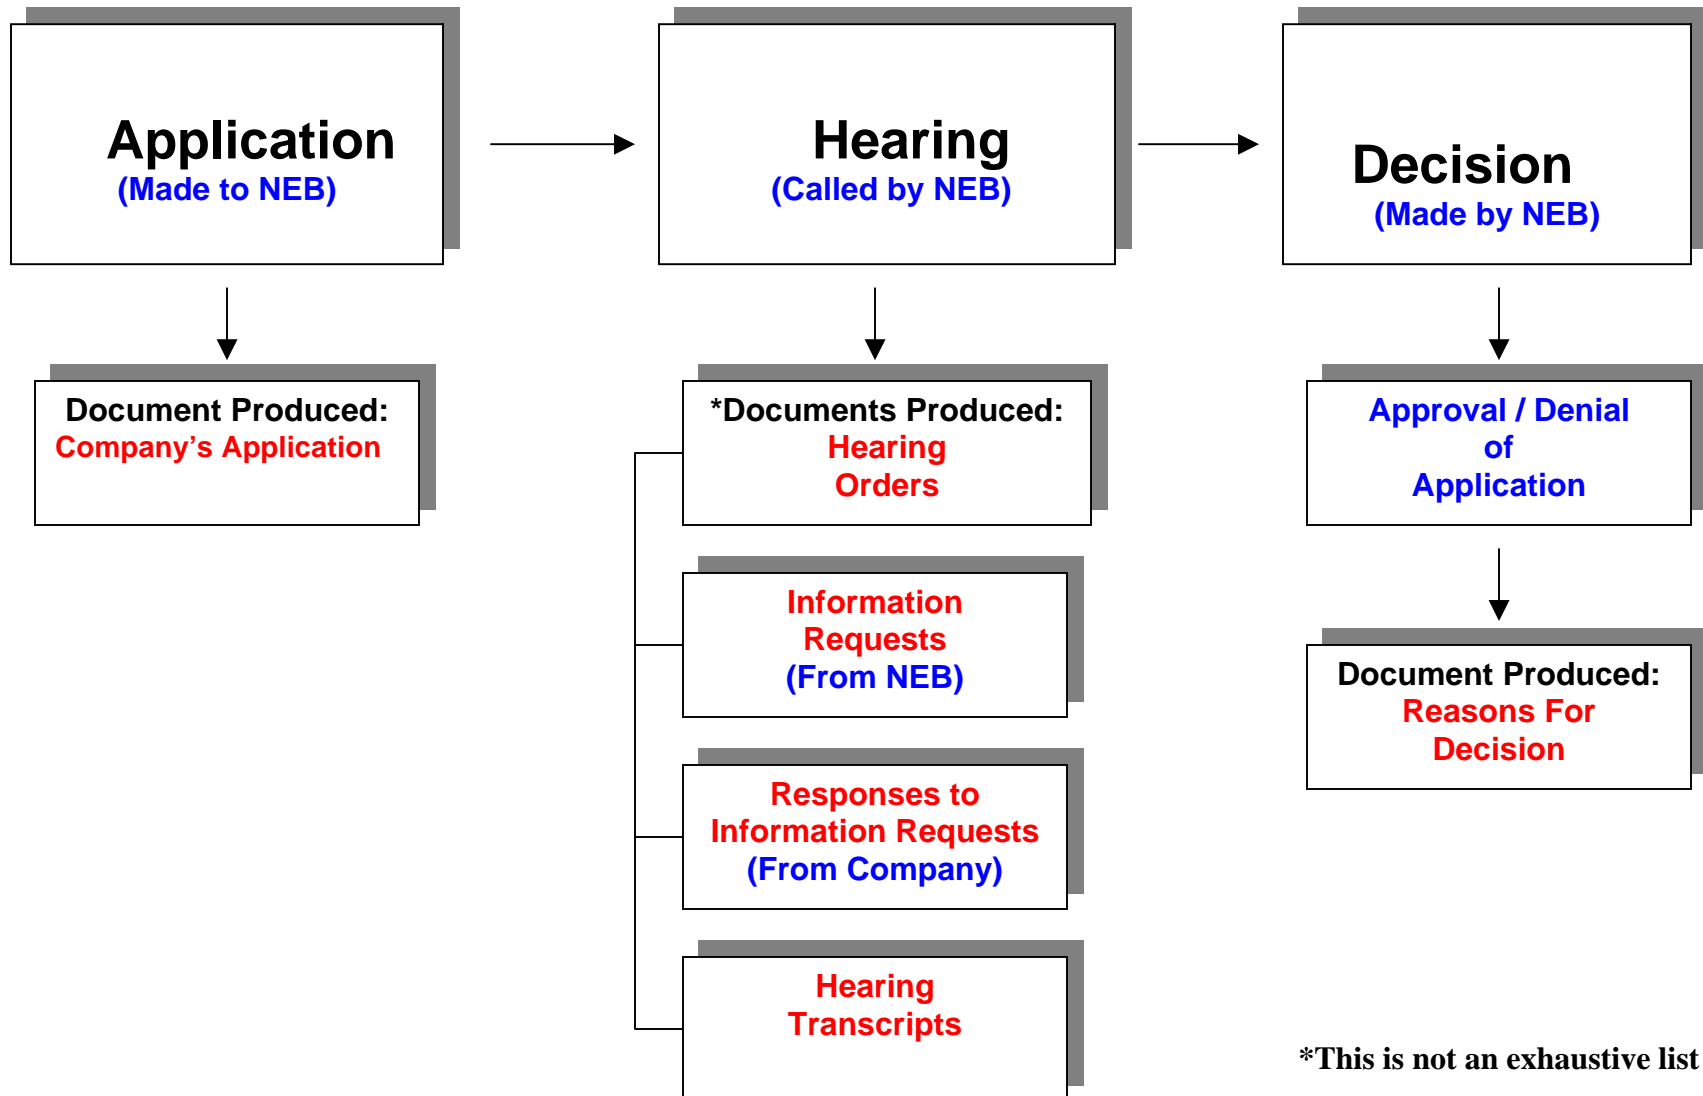 Application
(Made to NEB)
Hearing
(Called by NEB)
Decision
(Made by NEB)
Document Produced:
Company’s Application
*Documents Produced:
Hearing
Orders
Information
Requests
(From NEB)
Responses to
Information Requests
(From Company)
Hearing
Transcripts
Approval / Denial
of
Application
Document Produced:
Reasons For
Decision
*This is not an exhaustive list